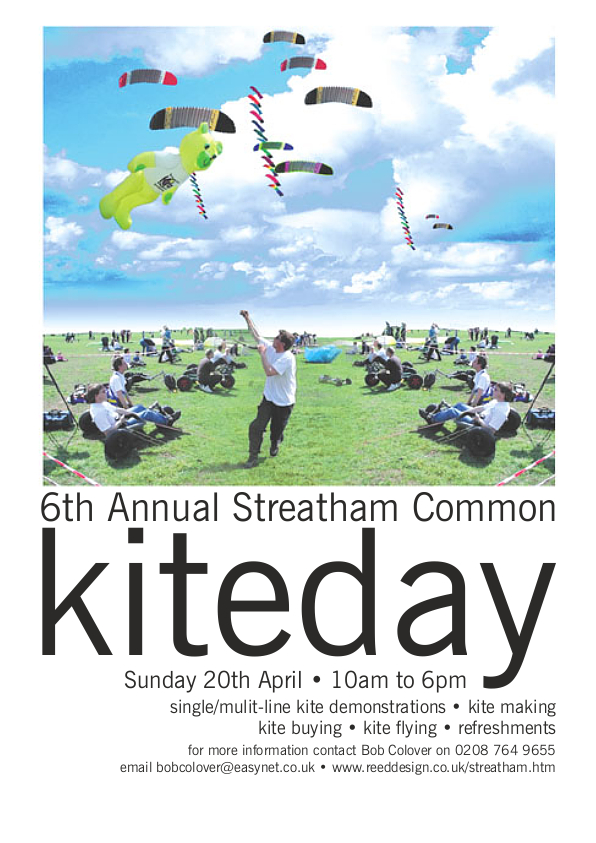 6th Annual Streatham Common
kiteday
Sunday 20th April • 10am to 6pm
single/mulit-line kite demonstrations • kite making
kite buying • kite flying • refreshments
for more information contact Bob Colover on 0208 764 9655
email bobcolover@easynet.co.uk • www.reeddesign.co.uk/streatham.htm